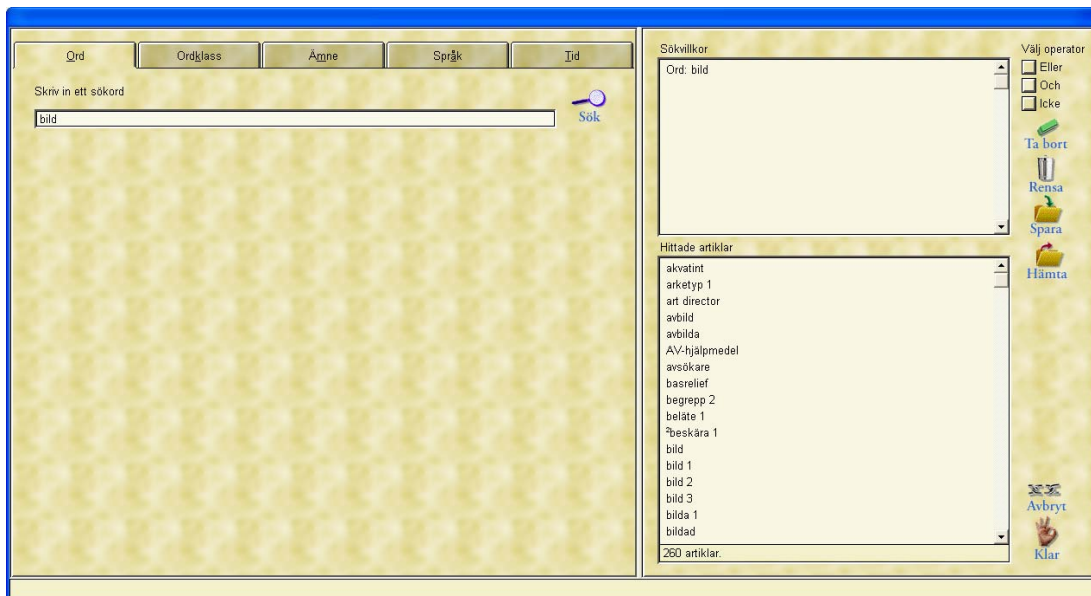 Ord
Ordklass
Ämne
Språk
Tid
Skriv in ett sökord
bild
Sök
Sökvillkor
Ord: bild
Välj operator
Eller
Och
Icke
Ta bort
Rensa
Spara
Hämta
Hittade artiklar
akvatint
arketyp 1
art director
avbild
avbilda
AV-hjälpmedel
avsökare
basrelief
begrepp 2
beläte 1
²beskära 1
bild
bild 1
bild 2
bild 3
bilda 1
bildad
260 artiklar.
Avbryt
Klar